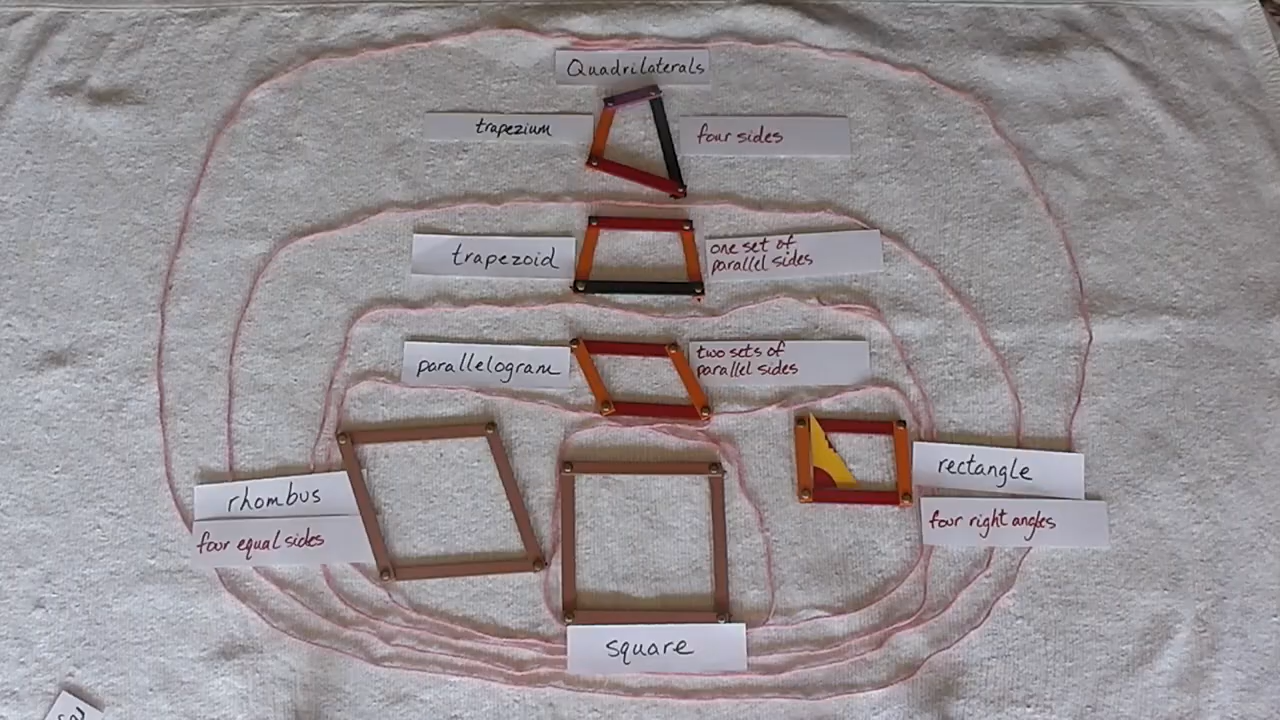 Quadrilaterals
trapezium
four sides
trapezoid
one set of
parallel sides
parallelogram
two sets of
parallel sides
rhombus
four equal sides
rectangle
four right angles
square